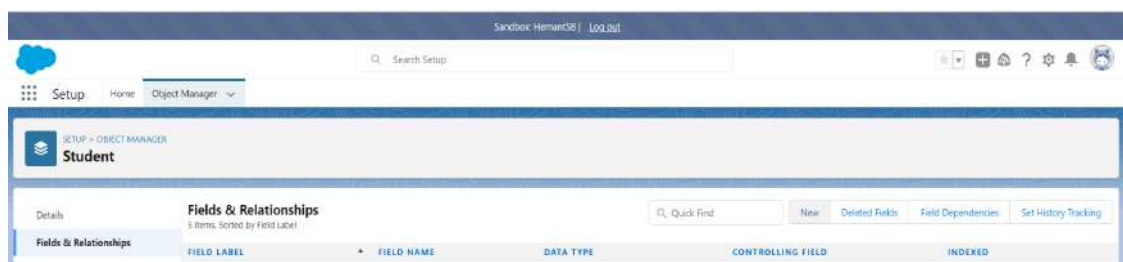 Sandbox: HemantSB | Log out
Search Setup
Setup Home Object Manager
SETUP > OBJECT MANAGER
Student
Details
Fields & Relationships
Fields & Relationships
5 Items, Sorted by Field Label
Quick Find New Deleted Fields Field Dependencies Set History Tracking
FIELD LABEL FIELD NAME DATA TYPE CONTROLLING FIELD INDEXED